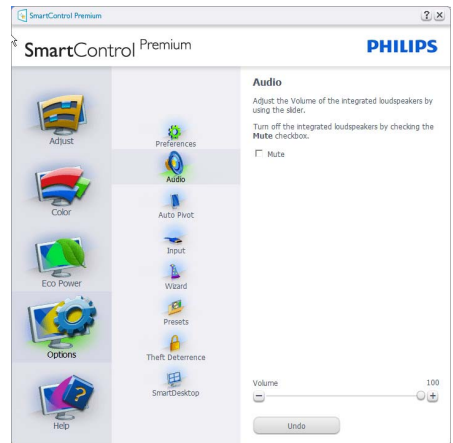 SmartControl Premium
SmartControl Premium
PHILIPS
Adjust
Color
Eco Power
Options
Help
Preferences
Audio
Auto Pivot
Input
Wizard
Presets
Theft Deterrence
SmartDesktop
Audio
Adjust the Volume of the integrated loudspeakers by
using the slider.
Turn off the integrated loudspeakers by checking the
Mute checkbox.
Mute
Volume 100
Undo